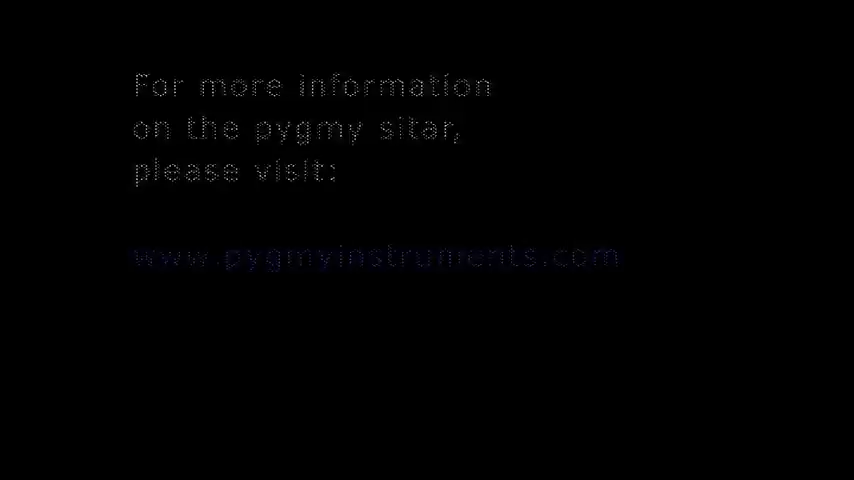 For more information
on the pygmy sitar,
please visit:
www.pygmyinstruments.com